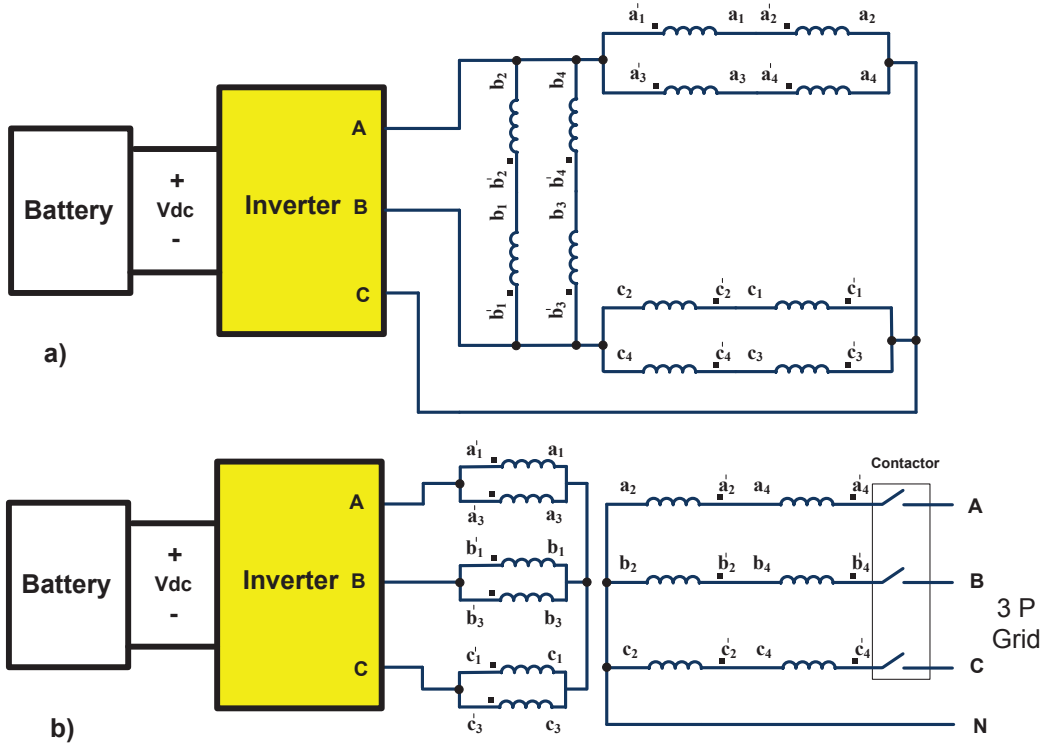 a'1 a1 a'2 a2
a'3 a3 a'4 a4
b2 b4
b'2 b'4
b1 b3
b'1 b'3
c2 c'2 c1 c'1
c4 c'4 c3 c'3
Battery
+
Vdc
-
Inverter
A
B
C
a)
a'1 a1
a'3 a3
b'1 b1
b'3 b3
c'1 c1
c'3 c3
Contactor
a2 a'2 a4 a'4
b2 b'2 b4 b'4
c2 c'2 c4 c'4
Battery
+
Vdc
-
Inverter
A
B
C
A
B
C
N
3 P
Grid
b)